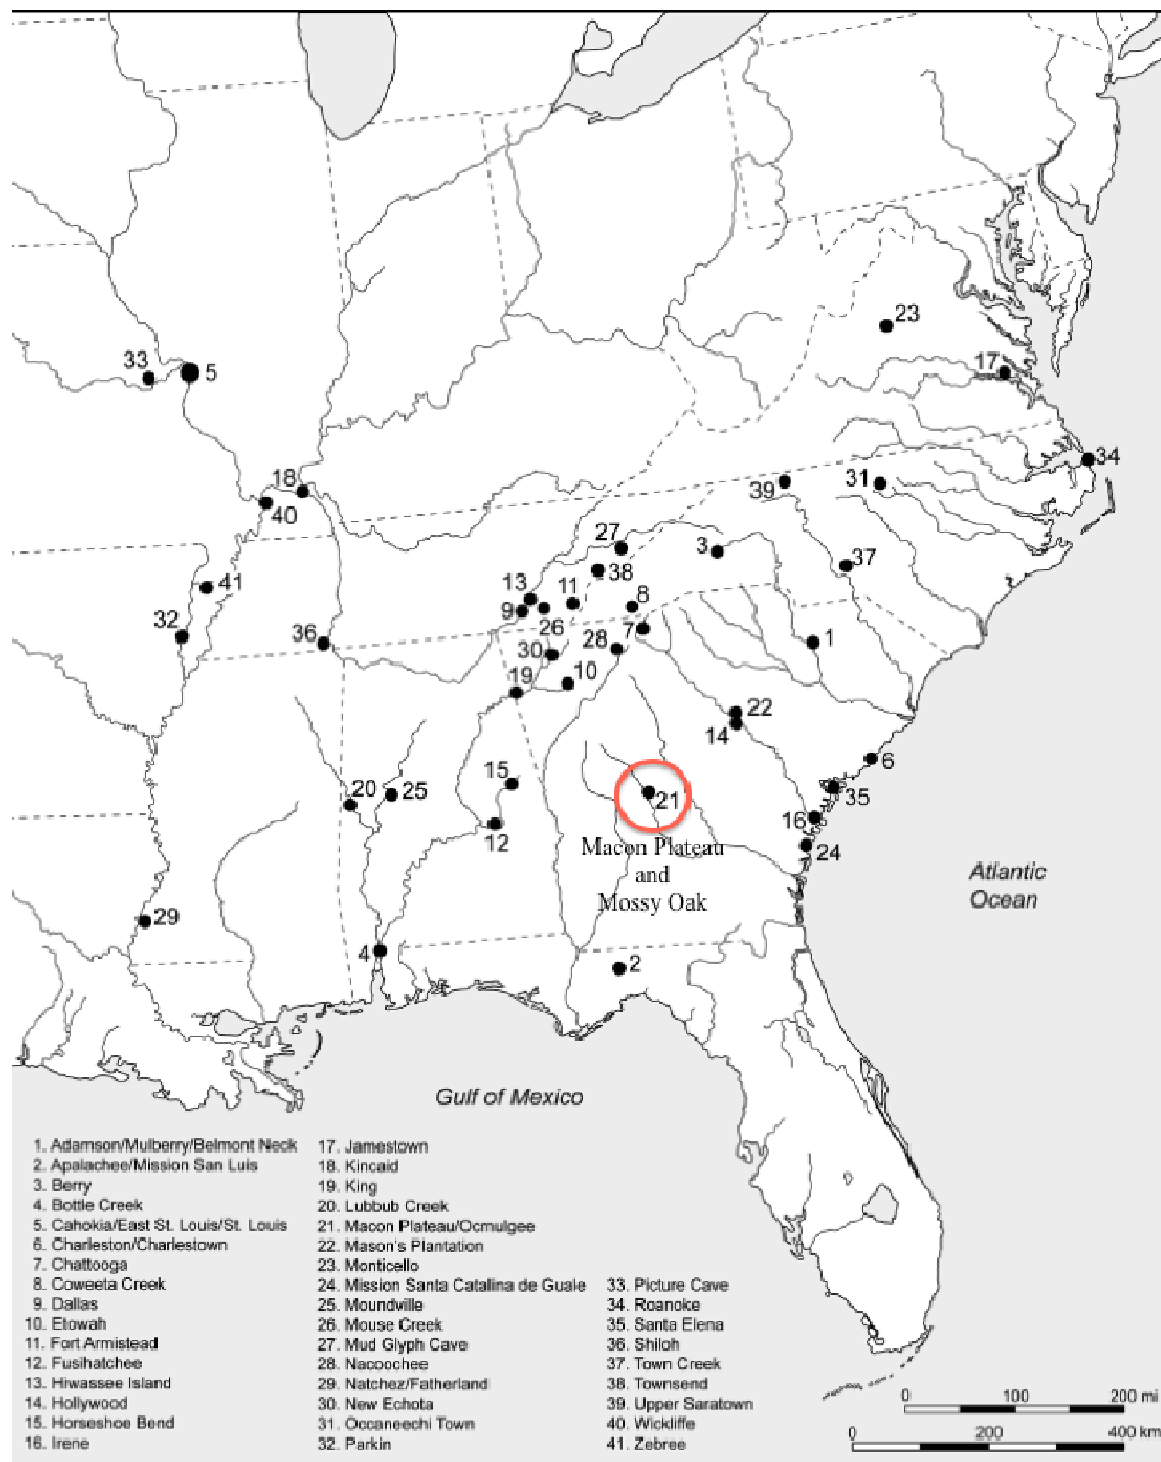 23
17
33
5
34
18
39
31
40
27
3
37
38
41
13
11
9
8
26
32
36
7
1
28
30
10
19
22
14
6
15
35
20
25
21
16
12
24
Macon Plateau
and
Mossy Oak
Atlantic
Ocean
29
4
2
Gulf of Mexico
1. Adamson/Mulberry/Belmont Neck
2. Apalachee/Mission San Luis
3. Berry
4. Bottle Creek
5. Cahokia/East St. Louis/St. Louis
6. Charleston/Charlestown
7. Chattooga
8. Coweeta Creek
9. Dallas
10. Etowah
11. Fort Armistead
12. Fusihatchee
13. Hiwassee Island
14. Hollywood
15. Horseshoe Bend
16. Irene
17. Jamestown
18. Kincaid
19. King
20. Lubbub Creek
21. Macon Plateau/Ocmulgee
22. Mason's Plantation
23. Monticello
24. Mission Santa Catalina de Guale
25. Moundville
26. Mouse Creek
27. Mud Glyph Cave
28. Nacoochee
29. Natchez/Fatherland
30. New Echota
31. Occaneechi Town
32. Parkin
33. Picture Cave
34. Roanoke
35. Santa Elena
36. Shiloh
37. Town Creek
38. Townsend
39. Upper Saratown
40. Wickliffe
41. Zebree
0 100 200 mi
0 200 400 km